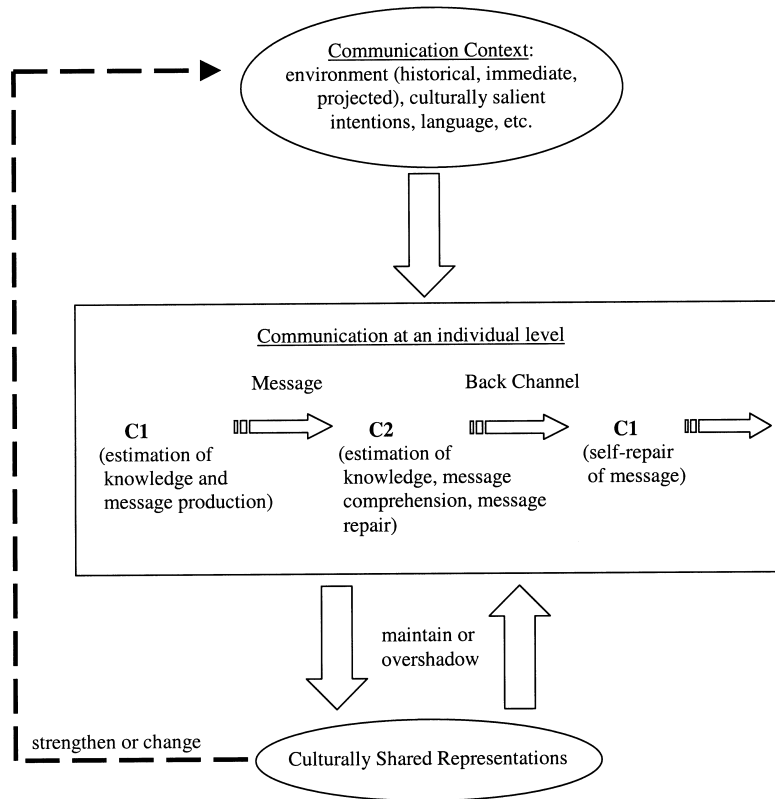 Communication Context:
environment (historical, immediate,
projected), culturally salient
intentions, language, etc.
Communication at an individual level
Message
Back Channel
C1
(estimation of
knowledge and
message production)
C2
(estimation of
knowledge, message
comprehension, message
repair)
C1
(self-repair
of message)
maintain or
overshadow
strengthen or change
Culturally Shared Representations